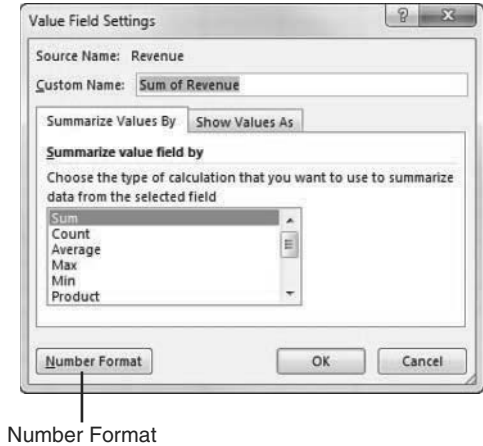 Value Field Settings
?
Source Name: Revenue
Custom Name: Sum of Revenue
Summarize Values By Show Values As
Summarize value field by
Choose the type of calculation that you want to use to summarize
data from the selected field
Sum
Count
Average
Max
Min
Product
Number Format OK Cancel
Number Format